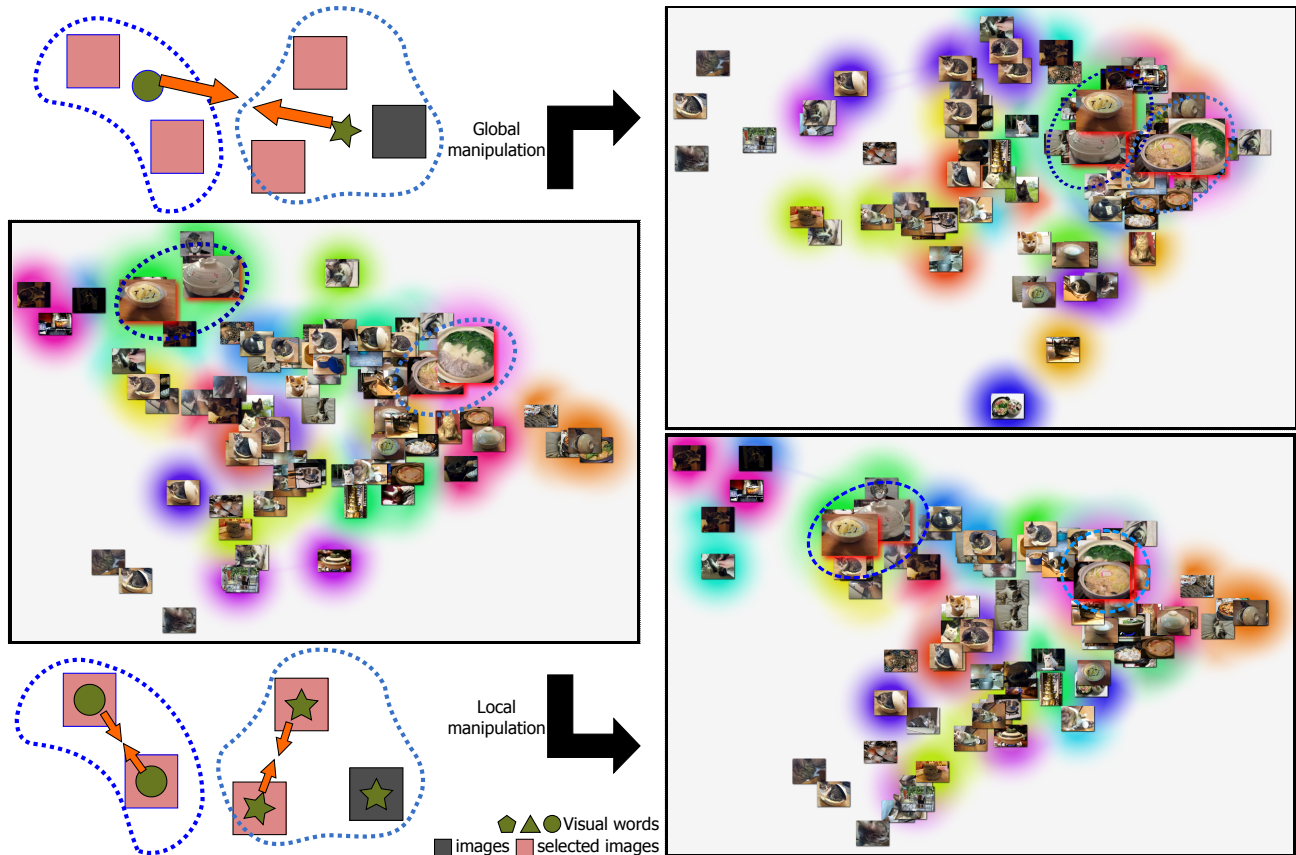 Global
manipulation
Local
manipulation
Visual words
images selected images